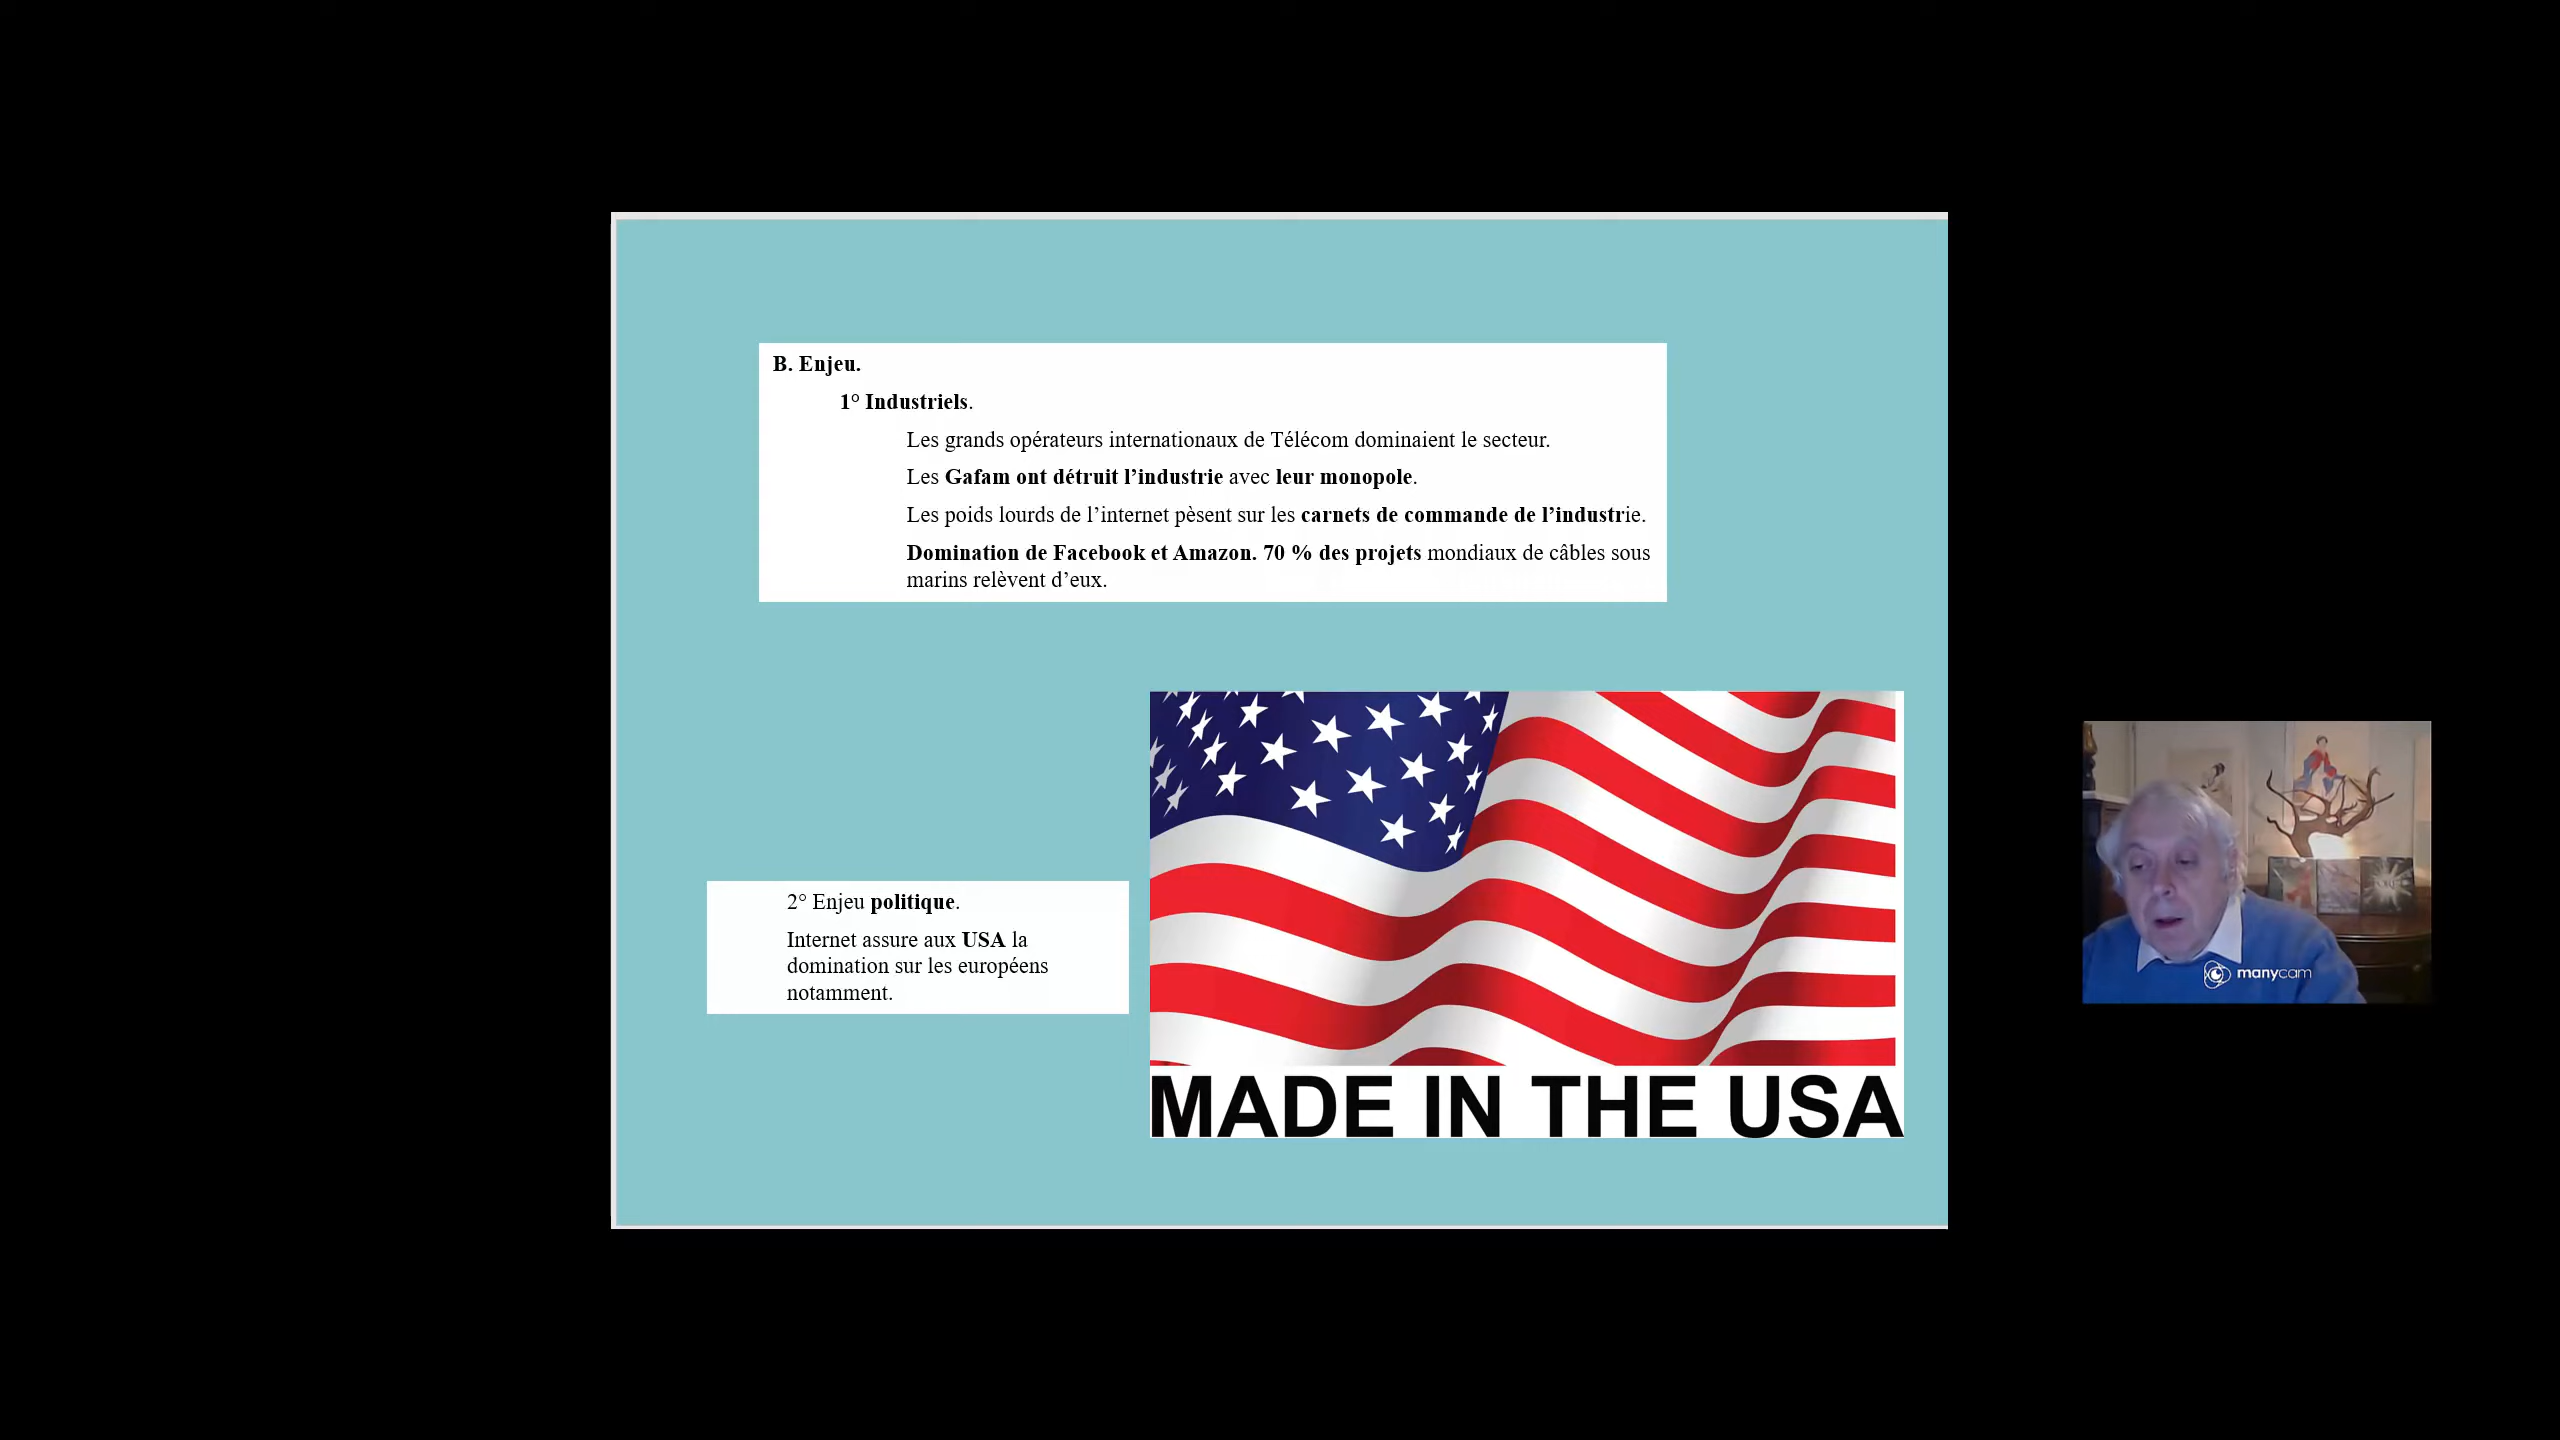 B. Enjeu.
1° Industriels.
Les grands opérateurs internationaux de Télécom dominaient le secteur.
Les Gafam ont détruit l’industrie avec leur monopole.
Les poids lourds de l’internet pèsent sur les carnets de commande de l’industrie.
Domination de Facebook et Amazon. 70 % des projets mondiaux de câbles sous
marins relèvent d’eux.
2° Enjeu politique.
Internet assure aux USA la
domination sur les européens
notamment.
MADE IN THE USA
manycam